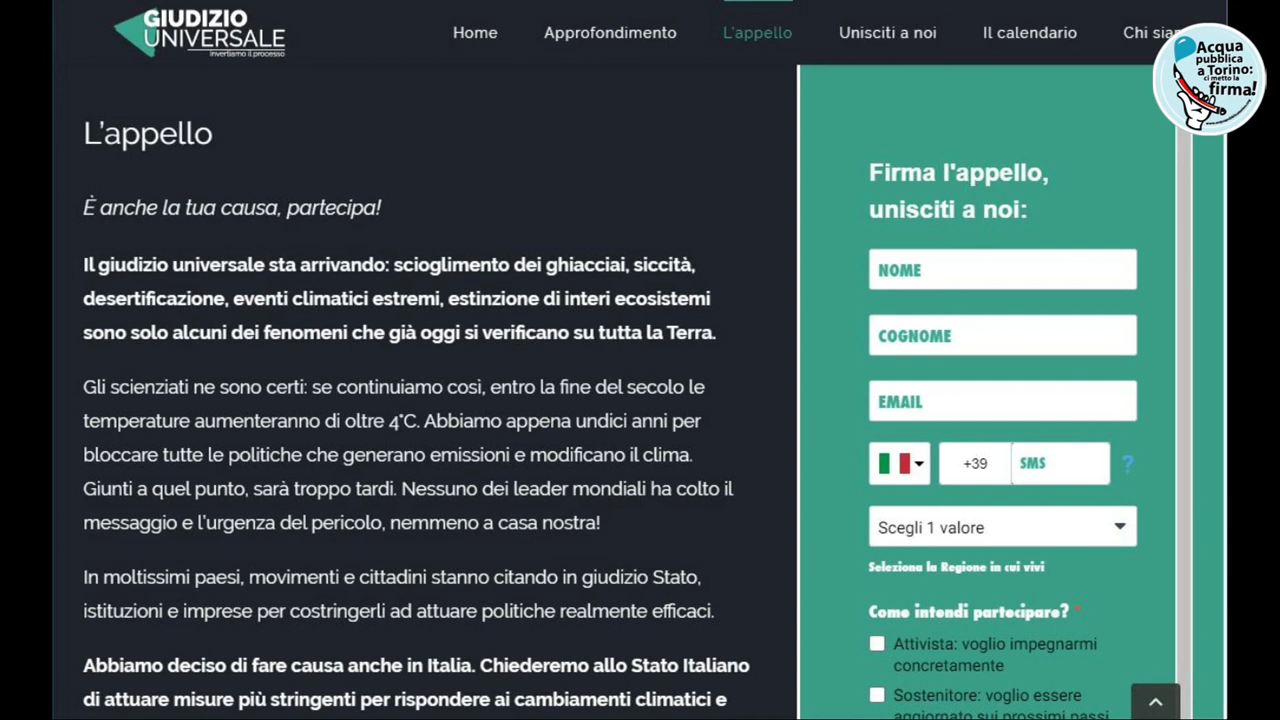 GIUDIZIO
UNIVERSALE
invertiamo il processo
Home
Approfondimento
L'appello
Unisciti a noi
Il calendario
Chi
Acqua
pubblica
a Torino:
ci metto la
firma!
L'appello
È anche la tua causa, partecipa!
Il giudizio universale sta arrivando: scioglimento dei ghiacciai, siccità,
desertificazione, eventi climatici estremi, estinzione di interi ecosistemi
sono solo alcuni dei fenomeni che già oggi si verificano su tutta la Terra.
Gli scienziati ne sono certi: se continuiamo così, entro la fine del secolo le
temperature aumenteranno di oltre 4°C. Abbiamo appena undici anni per
bloccare tutte le politiche che generano emissioni e modificano il clima.
Giunti a quel punto, sarà troppo tardi. Nessuno dei leader mondiali ha colto il
messaggio e l'urgenza del pericolo, nemmeno a casa nostra!
In moltissimi paesi, movimenti e cittadini stanno citando in giudizio Stato,
istituzioni e imprese per costringerli ad attuare politiche realmente efficaci.
Abbiamo deciso di fare causa anche in Italia. Chiederemo allo Stato Italiano
di attuare misure più stringenti per rispondere ai cambiamenti climatici e
Firma l'appello,
unisciti a noi:
NOME
COGNOME
EMAIL
+39
SMS
?
Scegli 1 valore
Seleziona la Regione in cui vivi
Come intendi partecipare? *
Attivista: voglio impegnarmi
concretamente
Sostenitore: voglio essere
aggiornato sui prossimi passi